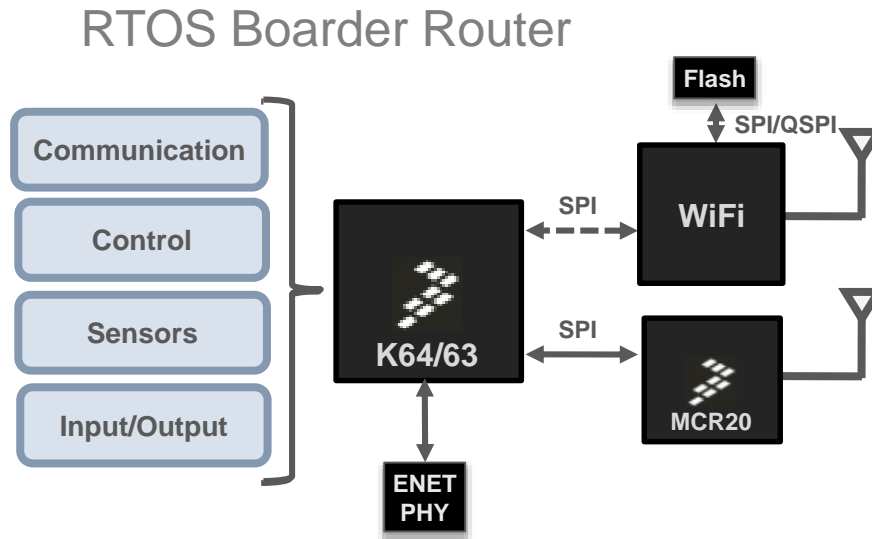 RTOS Boarder Router
Flash
SPI/QSPI
Communication
Control
Sensors
Input/Output
SPI
WiFi
K64/63
SPI
MCR20
ENET
PHY